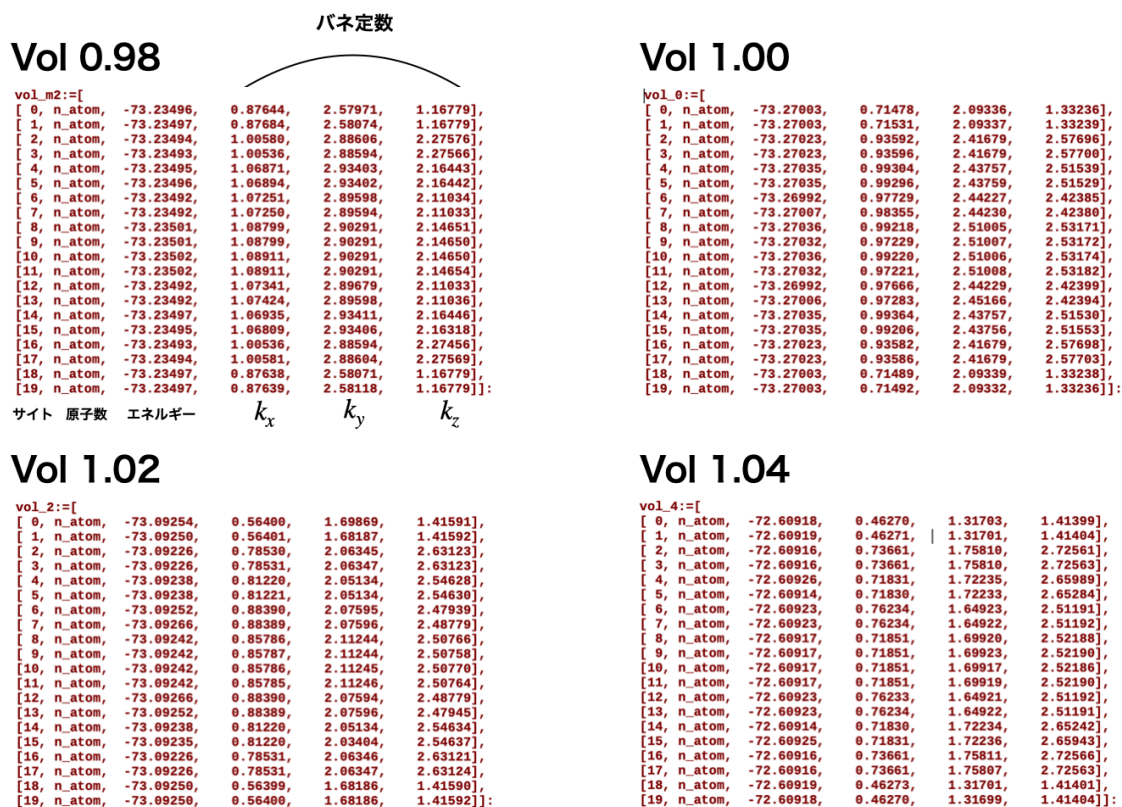 バネ定数
Vol 0.98
vol_m2:=[
[ 0, n_atom, -73.23496, 0.87644, 2.57971, 1.16779],
[ 1, n_atom, -73.23497, 0.87684, 2.58074, 1.16779],
[ 2, n_atom, -73.23494, 1.00580, 2.88606, 2.27576],
[ 3, n_atom, -73.23493, 1.00536, 2.88594, 2.27566],
[ 4, n_atom, -73.23495, 1.06871, 2.93403, 2.16443],
[ 5, n_atom, -73.23496, 1.06894, 2.93402, 2.16442],
[ 6, n_atom, -73.23492, 1.07251, 2.89598, 2.11034],
[ 7, n_atom, -73.23492, 1.07250, 2.89594, 2.11033],
[ 8, n_atom, -73.23501, 1.08799, 2.90291, 2.14651],
[ 9, n_atom, -73.23501, 1.08799, 2.90291, 2.14650],
[10, n_atom, -73.23502, 1.08911, 2.90291, 2.14650],
[11, n_atom, -73.23502, 1.08911, 2.90291, 2.14654],
[12, n_atom, -73.23492, 1.07341, 2.89679, 2.11033],
[13, n_atom, -73.23492, 1.07424, 2.89598, 2.11036],
[14, n_atom, -73.23497, 1.06935, 2.93411, 2.16446],
[15, n_atom, -73.23495, 1.06809, 2.93406, 2.16318],
[16, n_atom, -73.23493, 1.00536, 2.88594, 2.27456],
[17, n_atom, -73.23494, 1.00581, 2.88604, 2.27569],
[18, n_atom, -73.23497, 0.87638, 2.58071, 1.16779],
[19, n_atom, -73.23497, 0.87639, 2.58118, 1.16779]]:
サイト 原子数 エネルギー kx ky kz
Vol 1.00
vol_0:=[
[ 0, n_atom, -73.27003, 0.71478, 2.09336, 1.33236],
[ 1, n_atom, -73.27003, 0.71531, 2.09337, 1.33239],
[ 2, n_atom, -73.27023, 0.93592, 2.41679, 2.57696],
[ 3, n_atom, -73.27023, 0.93596, 2.41679, 2.57700],
[ 4, n_atom, -73.27035, 0.99304, 2.43757, 2.51539],
[ 5, n_atom, -73.27035, 0.99296, 2.43759, 2.51529],
[ 6, n_atom, -73.26992, 0.97729, 2.44227, 2.42385],
[ 7, n_atom, -73.27007, 0.98355, 2.44230, 2.42380],
[ 8, n_atom, -73.27036, 0.99218, 2.51005, 2.53171],
[ 9, n_atom, -73.27032, 0.97229, 2.51007, 2.53172],
[10, n_atom, -73.27036, 0.99220, 2.51006, 2.53174],
[11, n_atom, -73.27032, 0.97221, 2.51008, 2.53182],
[12, n_atom, -73.26992, 0.97666, 2.44229, 2.42399],
[13, n_atom, -73.27006, 0.97283, 2.45166, 2.42394],
[14, n_atom, -73.27035, 0.99364, 2.43757, 2.51530],
[15, n_atom, -73.27035, 0.99206, 2.43756, 2.51553],
[16, n_atom, -73.27023, 0.93582, 2.41679, 2.57698],
[17, n_atom, -73.27023, 0.93586, 2.41679, 2.57703],
[18, n_atom, -73.27003, 0.71489, 2.09339, 1.33238],
[19, n_atom, -73.27003, 0.71492, 2.09332, 1.33236]]:
Vol 1.02
vol_2:=[
[ 0, n_atom, -73.09254, 0.56400, 1.69869, 1.41591],
[ 1, n_atom, -73.09250, 0.56401, 1.68187, 1.41592],
[ 2, n_atom, -73.09226, 0.78530, 2.06345, 2.63123],
[ 3, n_atom, -73.09226, 0.78531, 2.06347, 2.63123],
[ 4, n_atom, -73.09238, 0.81220, 2.05134, 2.54628],
[ 5, n_atom, -73.09238, 0.81221, 2.05134, 2.54630],
[ 6, n_atom, -73.09252, 0.88390, 2.07595, 2.47939],
[ 7, n_atom, -73.09266, 0.88389, 2.07596, 2.48779],
[ 8, n_atom, -73.09242, 0.85786, 2.11244, 2.50766],
[ 9, n_atom, -73.09242, 0.85787, 2.11244, 2.50758],
[10, n_atom, -73.09242, 0.85786, 2.11245, 2.50770],
[11, n_atom, -73.09242, 0.85785, 2.11246, 2.50764],
[12, n_atom, -73.09266, 0.88390, 2.07594, 2.48779],
[13, n_atom, -73.09252, 0.88389, 2.07596, 2.47945],
[14, n_atom, -73.09238, 0.81220, 2.05134, 2.54634],
[15, n_atom, -73.09235, 0.81220, 2.03404, 2.54637],
[16, n_atom, -73.09226, 0.78531, 2.06346, 2.63121],
[17, n_atom, -73.09226, 0.78531, 2.06347, 2.63124],
[18, n_atom, -73.09250, 0.56399, 1.68186, 1.41590],
[19, n_atom, -73.09250, 0.56400, 1.68186, 1.41592]]:
Vol 1.04
vol_4:=[
[ 0, n_atom, -72.60918, 0.46270, 1.31703, 1.41399],
[ 1, n_atom, -72.60919, 0.46271, 1.31701, 1.41404],
[ 2, n_atom, -72.60916, 0.73661, 1.75810, 2.72561],
[ 3, n_atom, -72.60916, 0.73661, 1.75810, 2.72563],
[ 4, n_atom, -72.60926, 0.71831, 1.72235, 2.65989],
[ 5, n_atom, -72.60914, 0.71830, 1.72233, 2.65284],
[ 6, n_atom, -72.60923, 0.76234, 1.64923, 2.51191],
[ 7, n_atom, -72.60923, 0.76234, 1.64922, 2.51192],
[ 8, n_atom, -72.60917, 0.71851, 1.69920, 2.52188],
[ 9, n_atom, -72.60917, 0.71851, 1.69923, 2.52190],
[10, n_atom, -72.60917, 0.71851, 1.69917, 2.52186],
[11, n_atom, -72.60917, 0.71851, 1.69919, 2.52190],
[12, n_atom, -72.60923, 0.76233, 1.64921, 2.51192],
[13, n_atom, -72.60923, 0.76234, 1.64922, 2.51191],
[14, n_atom, -72.60914, 0.71830, 1.72234, 2.65242],
[15, n_atom, -72.60925, 0.71831, 1.72236, 2.65943],
[16, n_atom, -72.60916, 0.73661, 1.75811, 2.72566],
[17, n_atom, -72.60916, 0.73661, 1.75807, 2.72563],
[18, n_atom, -72.60919, 0.46273, 1.31701, 1.41401],
[19, n_atom, -72.60918, 0.46270, 1.31699, 1.41404]]: